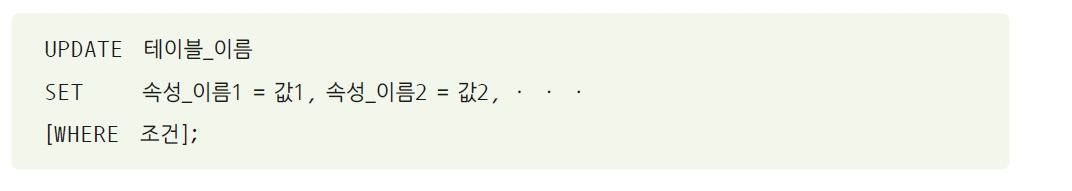 UPDATE 테이블_이름
SET 속성_이름1 = 값1, 속성_이름2 = 값2, · · ·
[WHERE 조건];